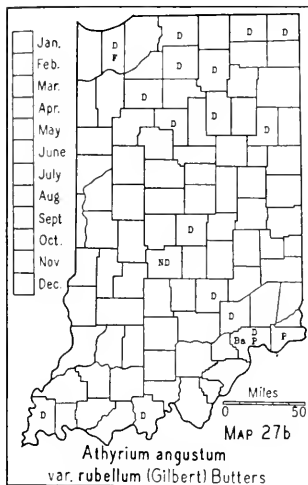 Jan.
Feb.
Mar.
Apr.
May
June
July
Aug
Sept
Oct.
Nov
Dec.
D
F
D
D
D
D
D
D
D
D
D
D
D
ND
D
D
D
Ba P
P
D
D
Miles
0 50
MAP 27b
Athyrium angustum
var. rubellum (Gilbert) Butters